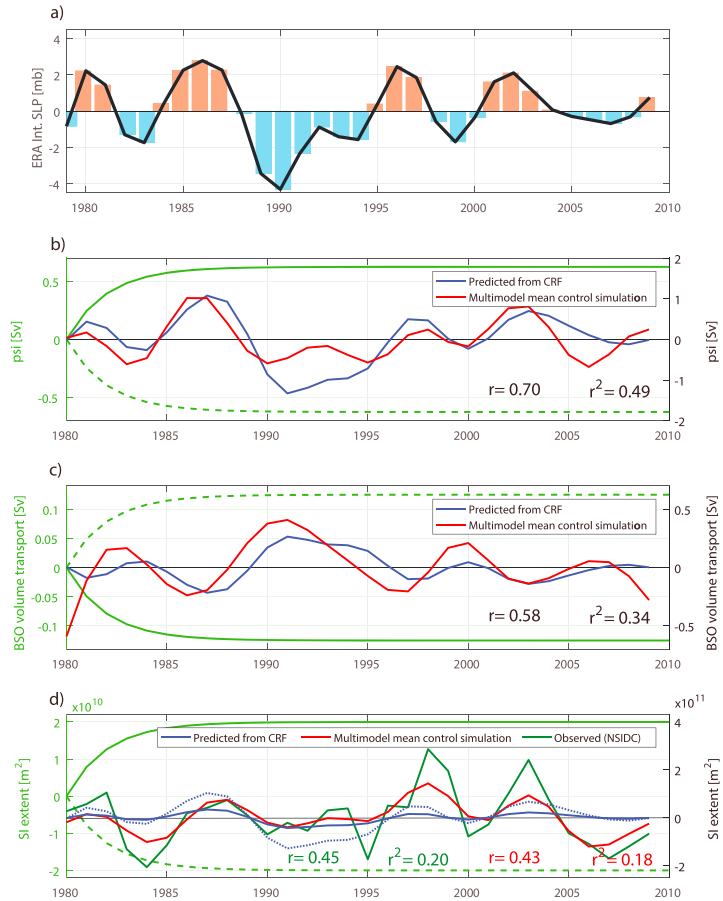 a)
ERA Int. SLP [mb]
4
2
0
-2
-4
1980 1985 1990 1995 2000 2005 2010
b)
psi [Sv]
0.5
0
-0.5
Predicted from CRF
Multimodel mean control simulation
r= 0.70 r2= 0.49
2
1
0
-1
-2
psi [Sv]
1980 1985 1990 1995 2000 2005 2010
c)
BSO volume transport [Sv]
0.1
0.05
0
-0.05
-0.1
Predicted from CRF
Multimodel mean control simulation
r= 0.58 r2= 0.34
0.5
0
-0.5
BSO volume transport [Sv]
1980 1985 1990 1995 2000 2005 2010
d)
x10^10
x10^11
SI extent [m2]
2
1
0
-1
-2
Predicted from CRF Multimodel mean control simulation Observed (NSIDC)
r= 0.45 r2= 0.20 r= 0.43 r2= 0.18
4
2
0
-2
SI extent [m2]
1980 1985 1990 1995 2000 2005 2010